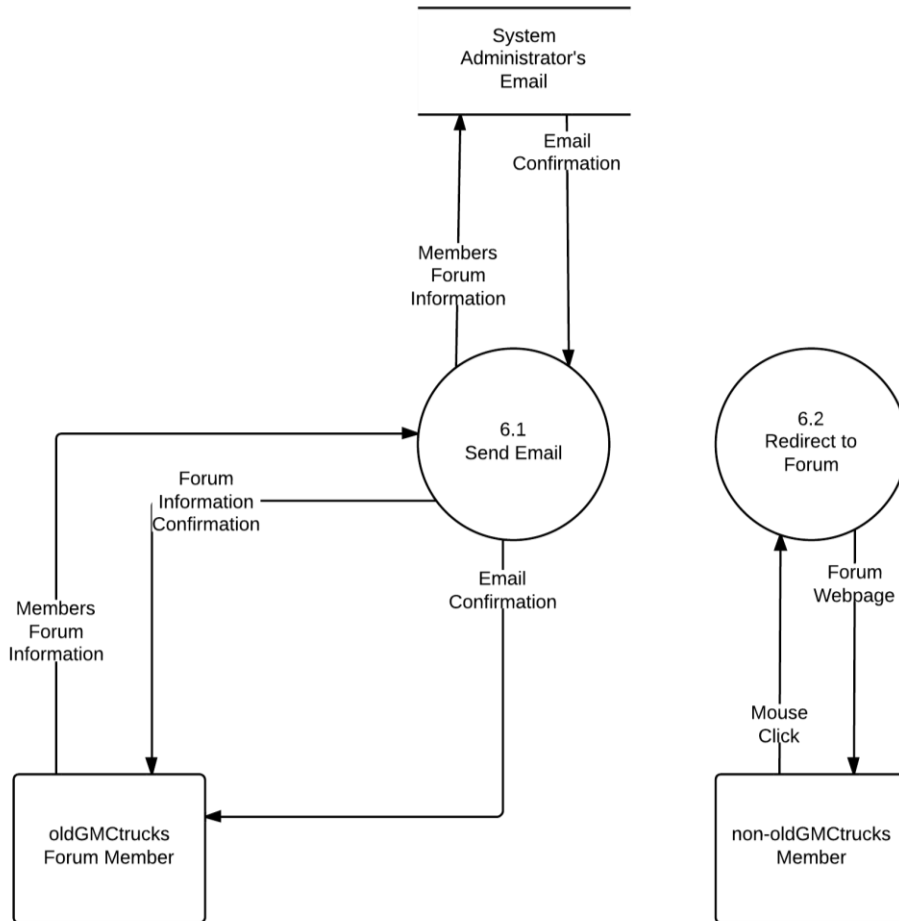 System
Administrator's
Email
Email
Confirmation
Members
Forum
Information
6.1
Send Email
6.2
Redirect to
Forum
Forum
Information
Confirmation
Email
Confirmation
Forum
Webpage
Members
Forum
Information
Mouse
Click
oldGMCtrucks
Forum Member
non-oldGMCtrucks
Member